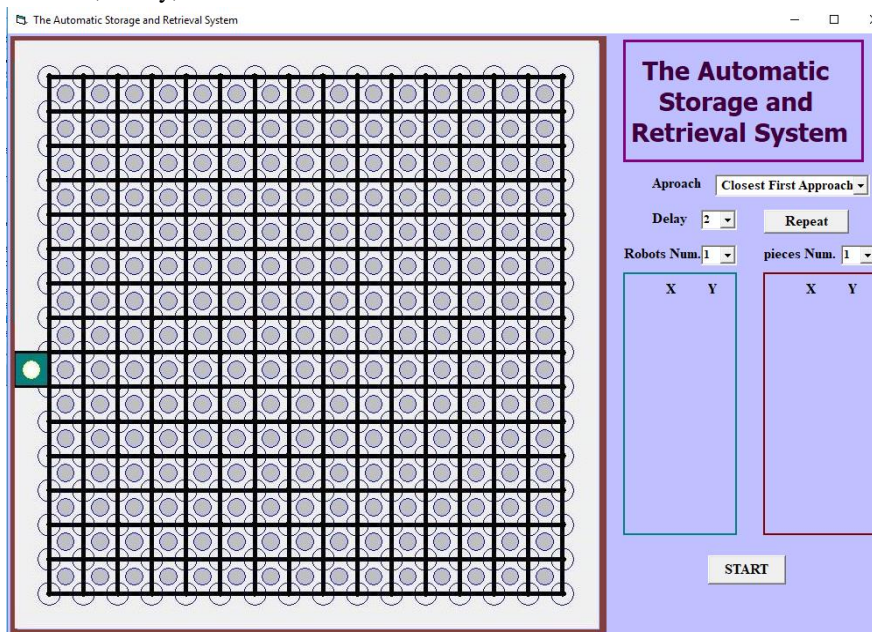 The Automatic Storage and Retrieval System
The Automatic
Storage and
Retrieval System
Aproach Closest First Approach
Delay 2 Repeat
Robots Num. 1 pieces Num. 1
X Y X Y
START